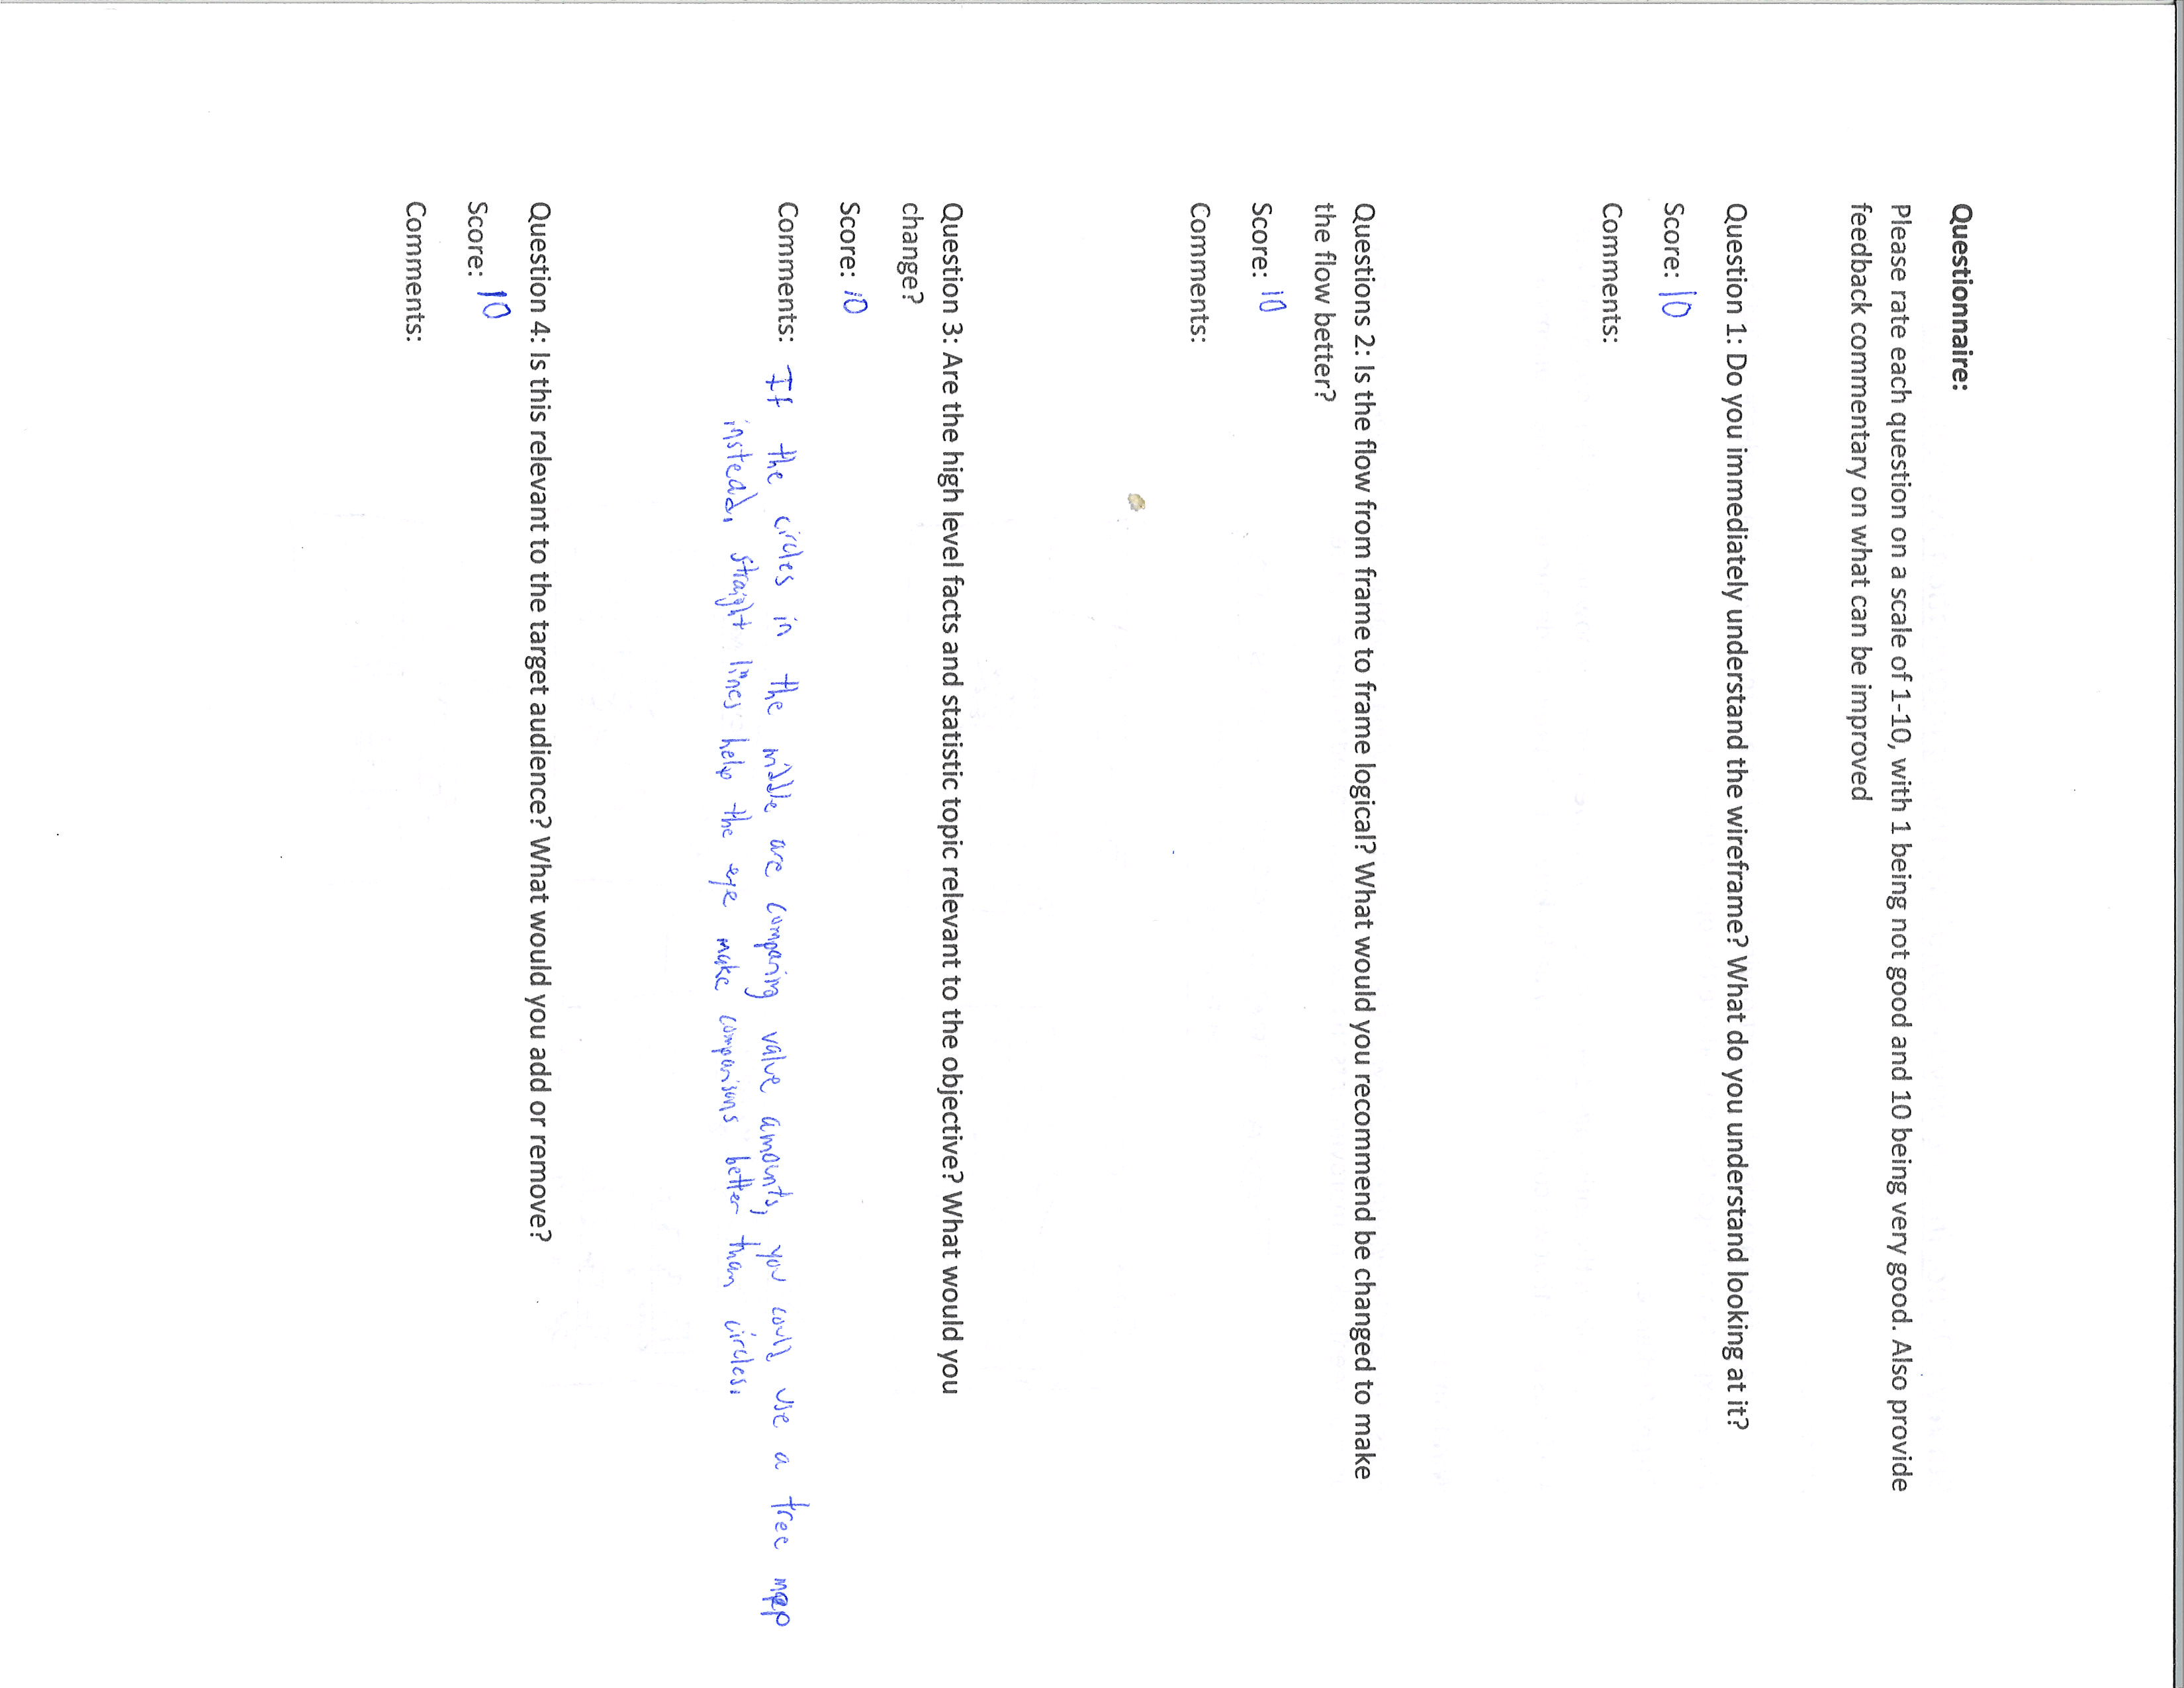 Questionnaire:
Please rate each question on a scale of 1-10, with 1 being not good and 10 being very good. Also provide
feedback commentary on what can be improved
Question 1: Do you immediately understand the wireframe? What do you understand looking at it?
Score: 10
Comments:
Questions 2: Is the flow from frame to frame logical? What would you recommend be changed to make
the flow better?
Score: 10
Comments:
Question 3: Are the high level facts and statistic topic relevant to the objective? What would you
change?
Score: 10
Comments: If the circles in the middle are comparing value amounts, you could use a tree map
instead. straight lines help the eye make comparisons better than circles.
Question 4: Is this relevant to the target audience? What would you add or remove?
Score: 10
Comments: